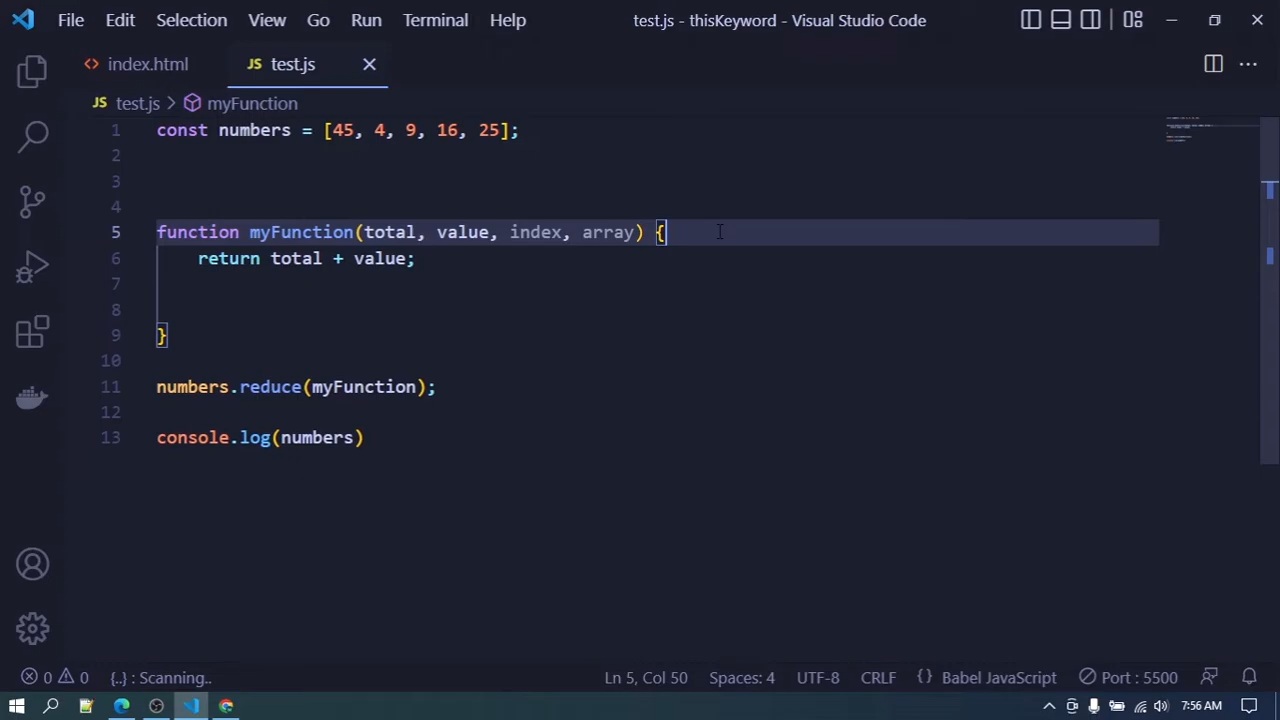 File Edit Selection View Go Run Terminal Help test.js - thisKeyword - Visual Studio Code
index.html JS test.js
JS test.js > myFunction
1 const numbers = [45, 4, 9, 16, 25];
2
3
4
5 function myFunction(total, value, index, array) {
6 return total + value;
7
8
9 }
10
11 numbers.reduce(myFunction);
12
13 console.log(numbers)
0 0 {..} : Scanning.. Ln 5, Col 50 Spaces: 4 UTF-8 CRLF {} Babel JavaScript Port : 5500
7:56 AM